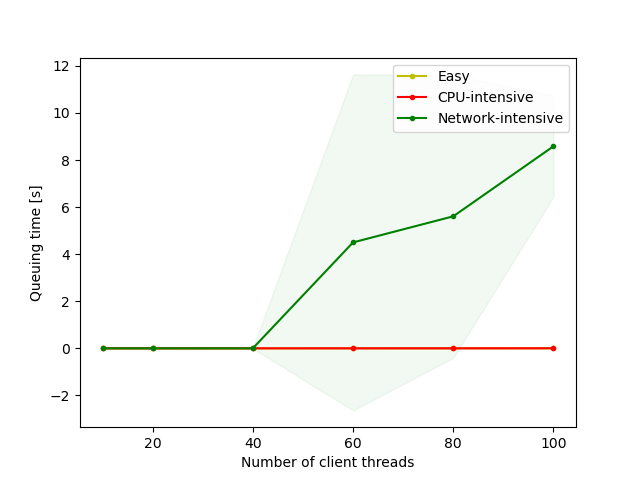 12
10
8
6
4
2
0
−2
Queuing time [s]
Easy
CPU-intensive
Network-intensive
20 40 60 80 100
Number of client threads